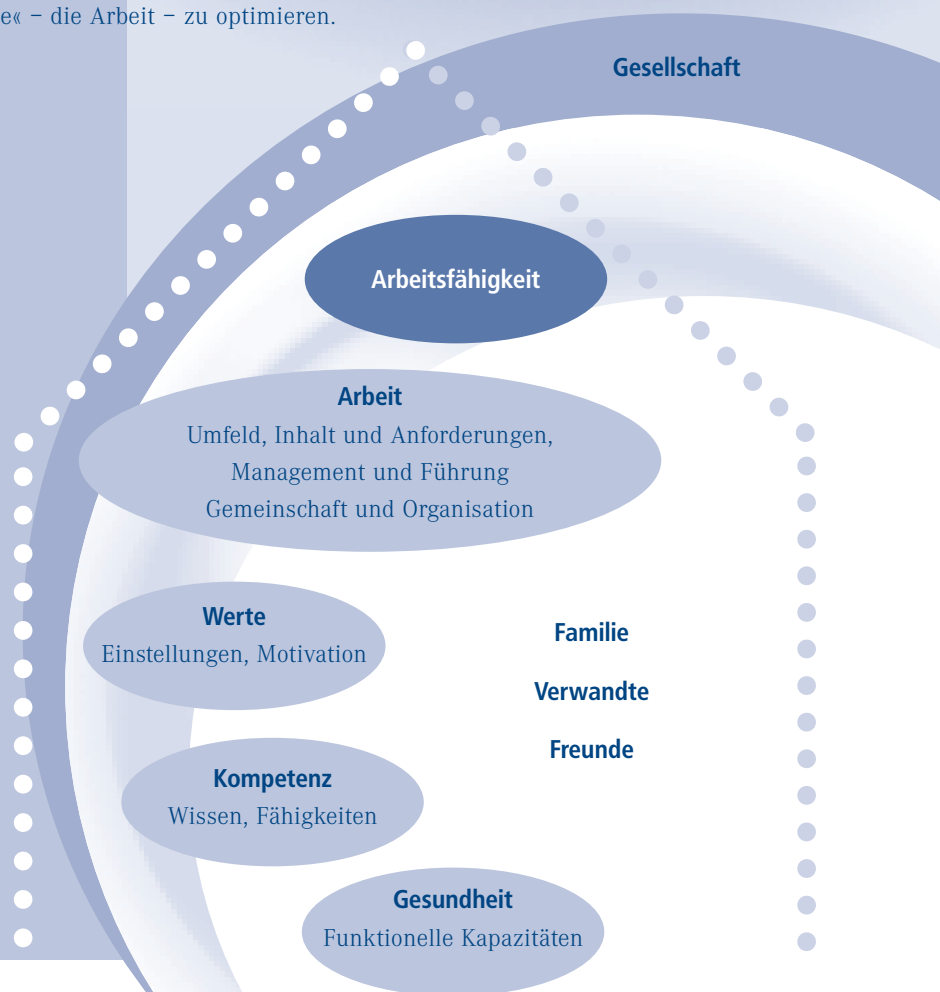 e« – die Arbeit – zu optimieren.
Gesellschaft
Arbeitsfähigkeit
Arbeit
Umfeld, Inhalt und Anforderungen,
Management und Führung
Gemeinschaft und Organisation
Werte
Einstellungen, Motivation
Familie
Verwandte
Freunde
Kompetenz
Wissen, Fähigkeiten
Gesundheit
Funktionelle Kapazitäten